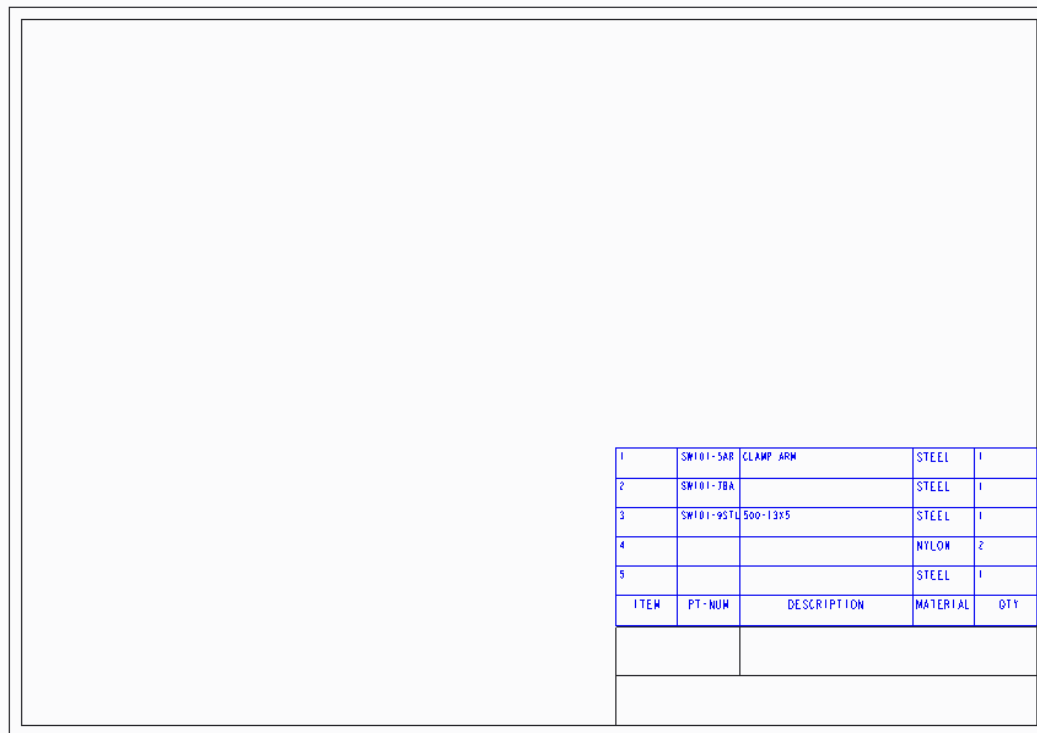 1 SW101-5AR CLAMP ARM STEEL 1
2 SW101-7BA STEEL 1
3 SW101-9STL 500-13X5 STEEL 1
4 NYLON 2
5 STEEL 1
ITEM PT-NUM DESCRIPTION MATERIAL QTY